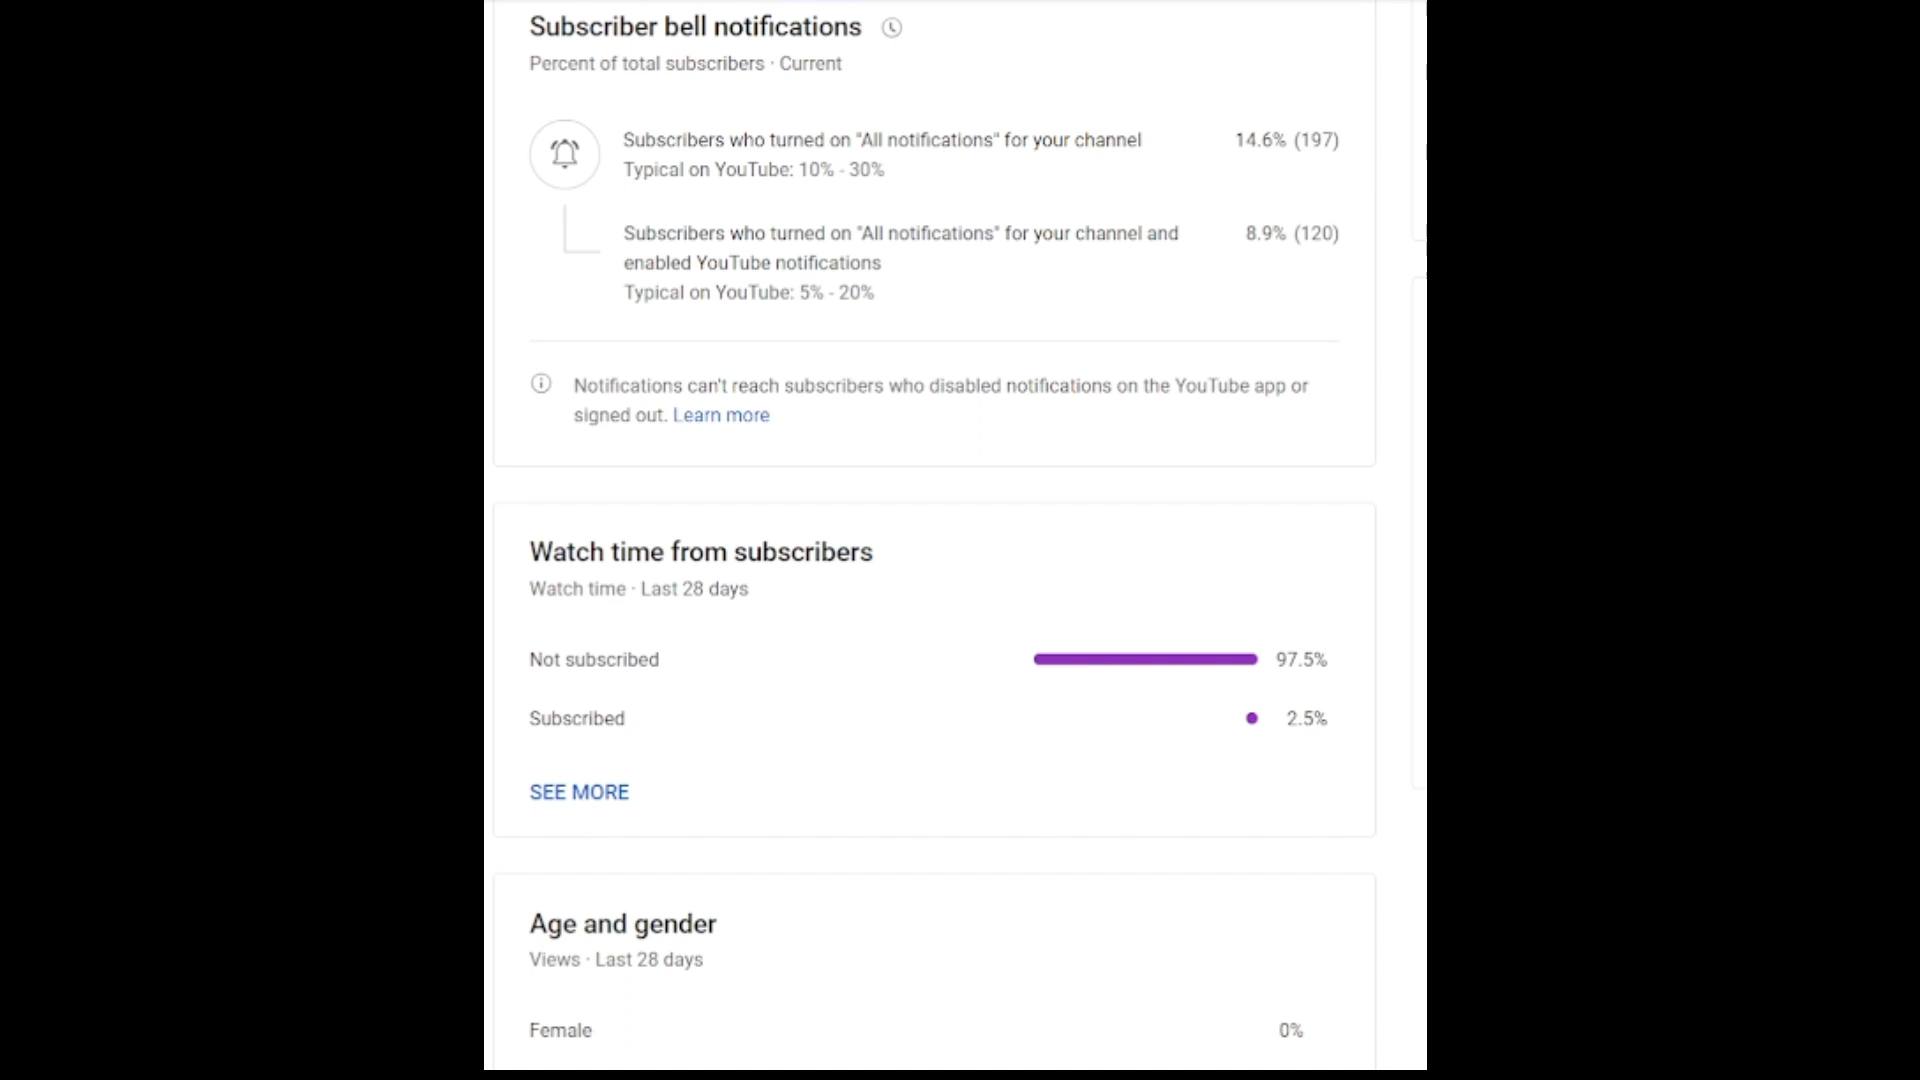 Subscriber bell notifications
Percent of total subscribers · Current
Subscribers who turned on "All notifications" for your channel 14.6% (197)
Typical on YouTube: 10% - 30%
Subscribers who turned on "All notifications" for your channel and 8.9% (120)
enabled YouTube notifications
Typical on YouTube: 5% - 20%
Notifications can't reach subscribers who disabled notifications on the YouTube app or
signed out. Learn more
Watch time from subscribers
Watch time · Last 28 days
Not subscribed 97.5%
Subscribed 2.5%
SEE MORE
Age and gender
Views · Last 28 days
Female 0%